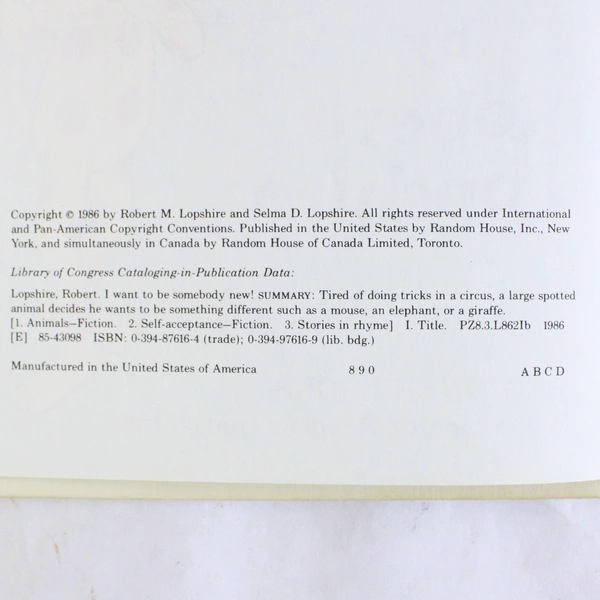 Copyright © 1986 by Robert M. Lopshire and Selma D. Lopshire. All rights reserved under International
and Pan-American Copyright Conventions. Published in the United States by Random House, Inc., New
York, and simultaneously in Canada by Random House of Canada Limited, Toronto.
Library of Congress Cataloging-in-Publication Data:
Lopshire, Robert. I want to be somebody new! SUMMARY: Tired of doing tricks in a circus, a large spotted
animal decides he wants to be something different such as a mouse, an elephant, or a giraffe.
[1. Animals—Fiction. 2. Self-acceptance—Fiction. 3. Stories in rhyme] I. Title. PZ8.3.L862Ib 1986
[E] 85-43098 ISBN: 0-394-87616-4 (trade); 0-394-97616-9 (lib. bdg.)
Manufactured in the United States of America 8 9 0 A B C D